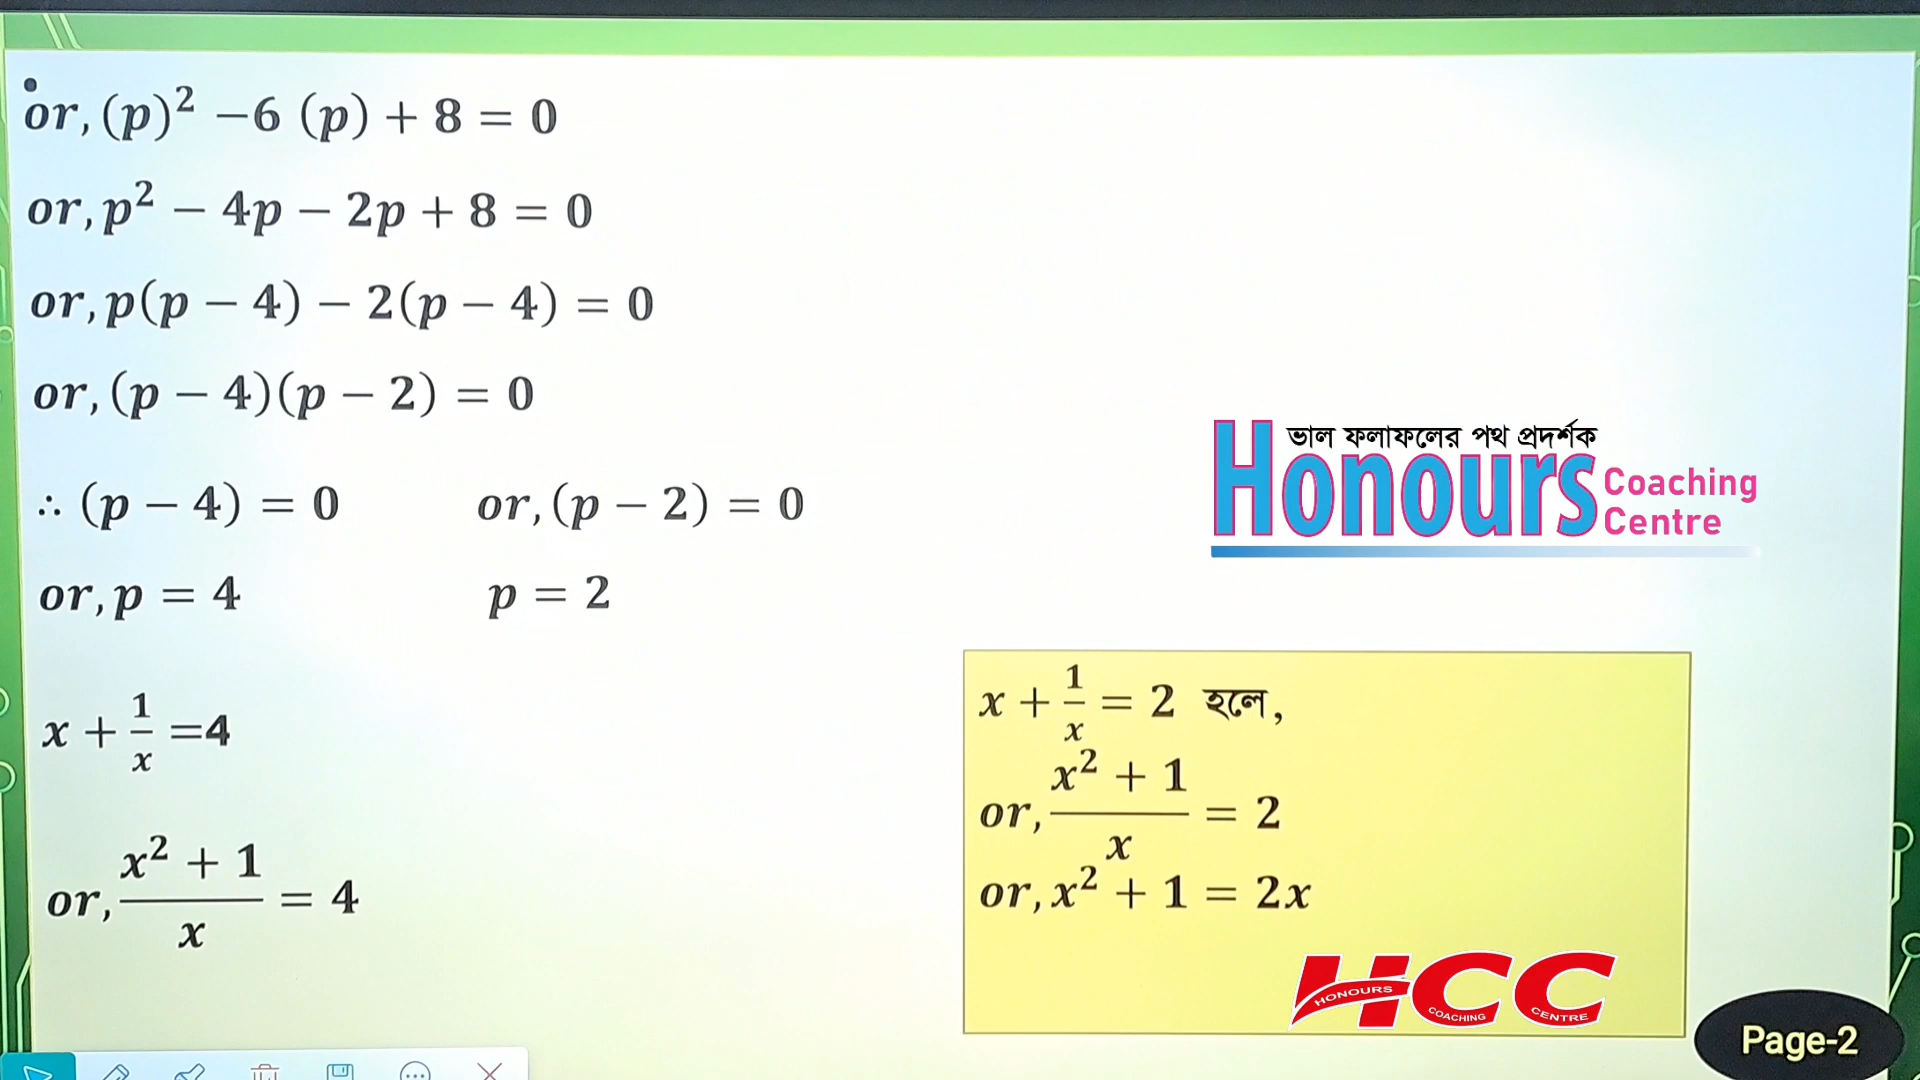 or, (p)² −6 (p) + 8 = 0
or, p² − 4p − 2p + 8 = 0
or, p(p − 4) − 2(p − 4) = 0
or, (p − 4)(p − 2) = 0
∴ (p − 4) = 0 or, (p − 2) = 0
or, p = 4 p = 2
x + 1/x =4
or, (x² + 1)/x = 4
ভাল ফলাফলের পথ প্রদর্শক
Honours Coaching Centre
x + 1/x = 2 হলে,
or, (x² + 1)/x = 2
or, x² + 1 = 2x
HCC
HONOURS COACHING CENTRE
Page-2